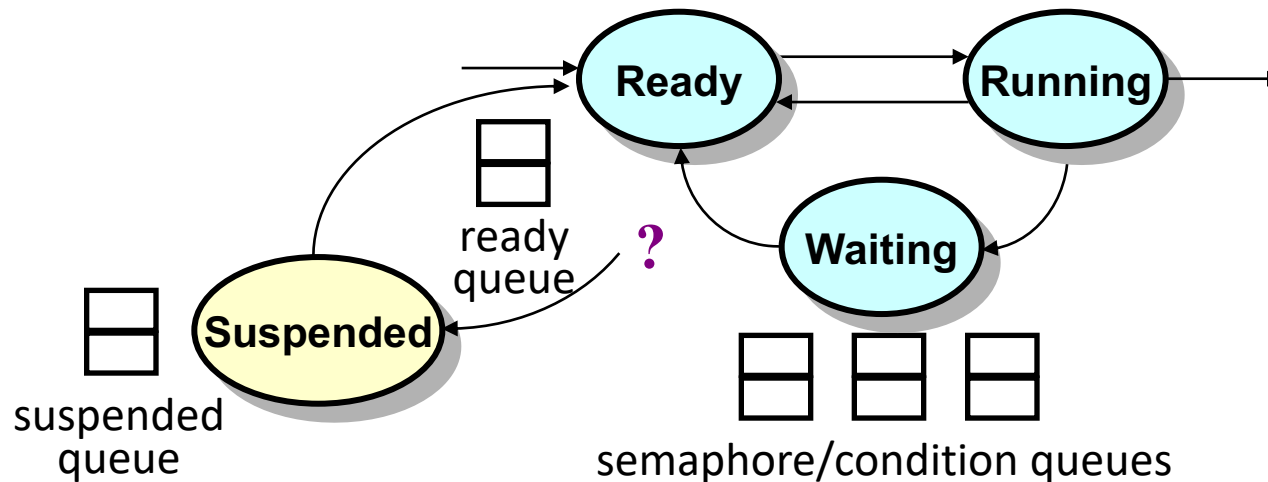 Ready
Running
ready
queue
?
Waiting
Suspended
suspended
queue
semaphore/condition queues